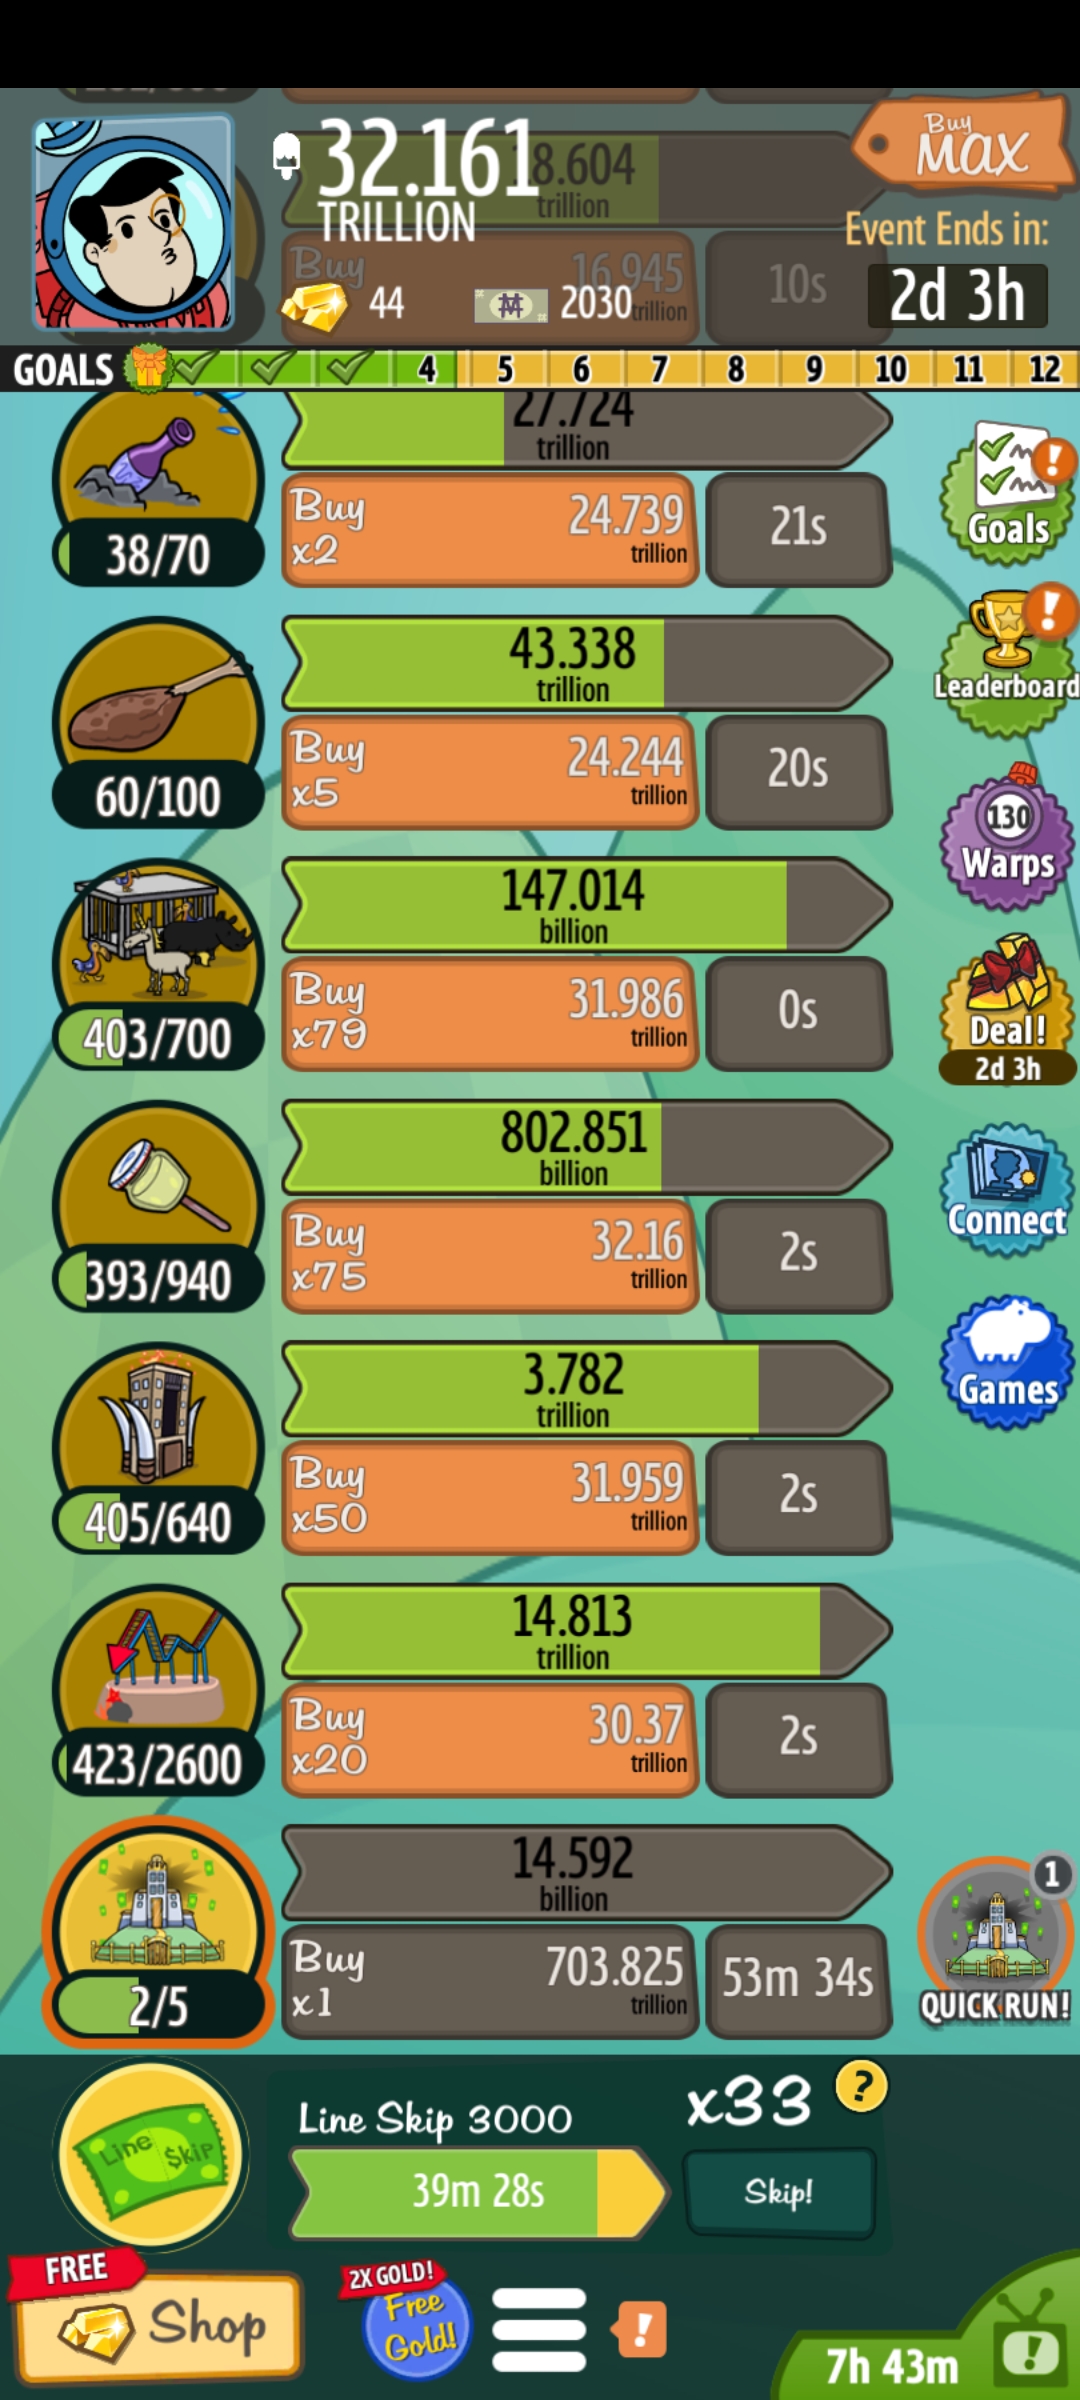 32.161
TRILLION
18.604
trillion
Buy
MAX
Event Ends in:
2d 3h
Buy
16.945
trillion
10s
44
2030
GOALS
4
5
6
7
8
9
10
11
12
27.724
trillion
38/70
Buy
x2
24.739
trillion
21s
Goals
Leaderboard
43.338
trillion
60/100
Buy
x5
24.244
trillion
20s
130
Warps
147.014
billion
403/700
Buy
x79
31.986
trillion
0s
Deal!
2d 3h
802.851
billion
393/940
Buy
x75
32.16
trillion
2s
Connect
3.782
trillion
405/640
Buy
x50
31.959
trillion
2s
Games
14.813
trillion
423/2600
Buy
x20
30.37
trillion
2s
14.592
billion
2/5
Buy
x1
703.825
trillion
53m 34s
1
QUICK RUN!
Line $kip
Line Skip 3000
39m 28s
x33
?
Skip!
FREE
Shop
2X GOLD!
Free
Gold!
!
7h 43m
!